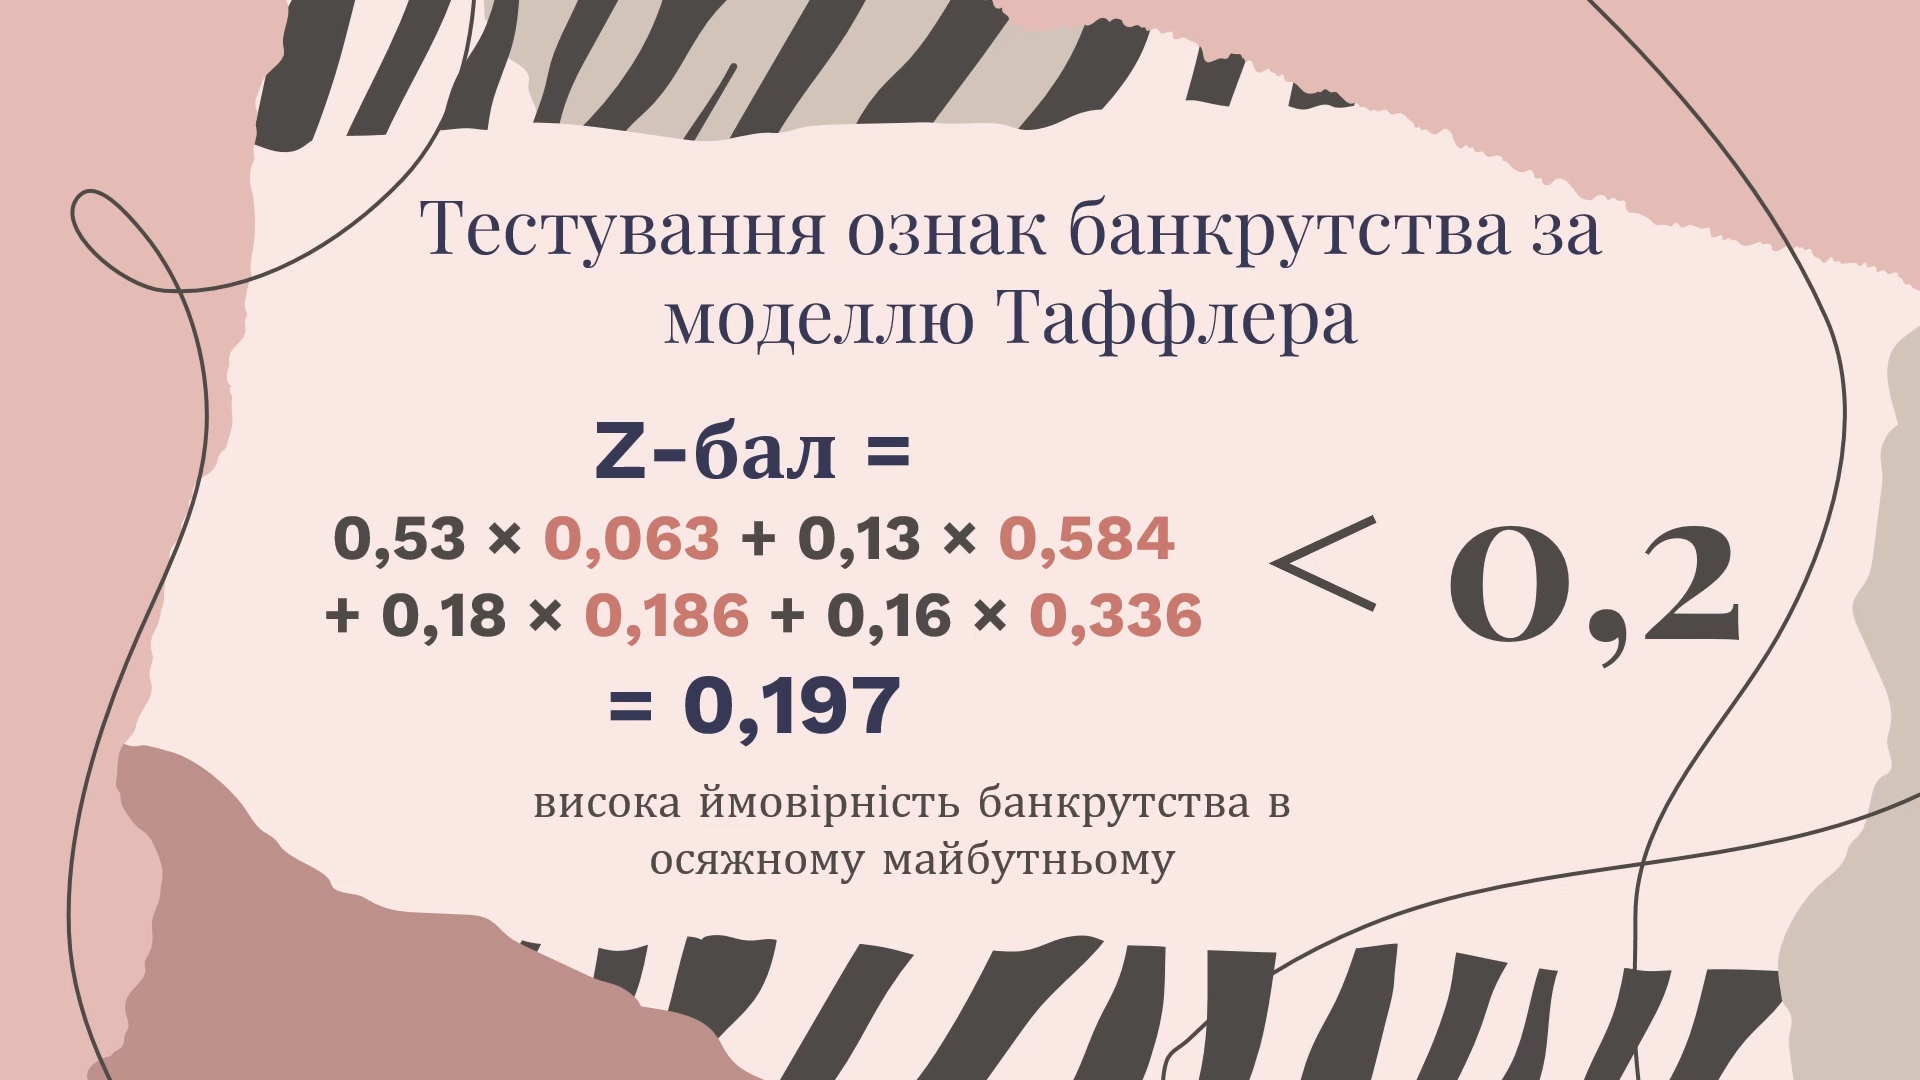 Тестування ознак банкрутства за
моделлю Таффлера
Z-бал =
0,53 × 0,063 + 0,13 × 0,584
+ 0,18 × 0,186 + 0,16 × 0,336
= 0,197
< 0,2
висока ймовірність банкрутства в
осяжному майбутньому